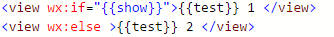 <view wx:if="{{show}}">{{test}} 1 </view>
<view wx:else >{{test}} 2 </view>